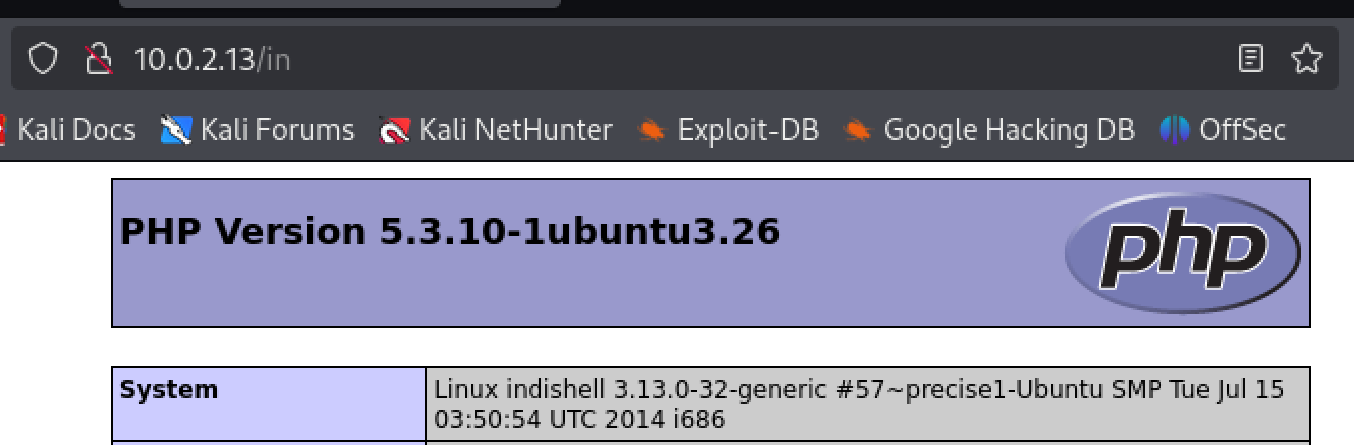 10.0.2.13/in
Kali Docs Kali Forums Kali NetHunter Exploit-DB Google Hacking DB OffSec
PHP Version 5.3.10-1ubuntu3.26
php
System Linux indishell 3.13.0-32-generic #57~precise1-Ubuntu SMP Tue Jul 15
03:50:54 UTC 2014 i686